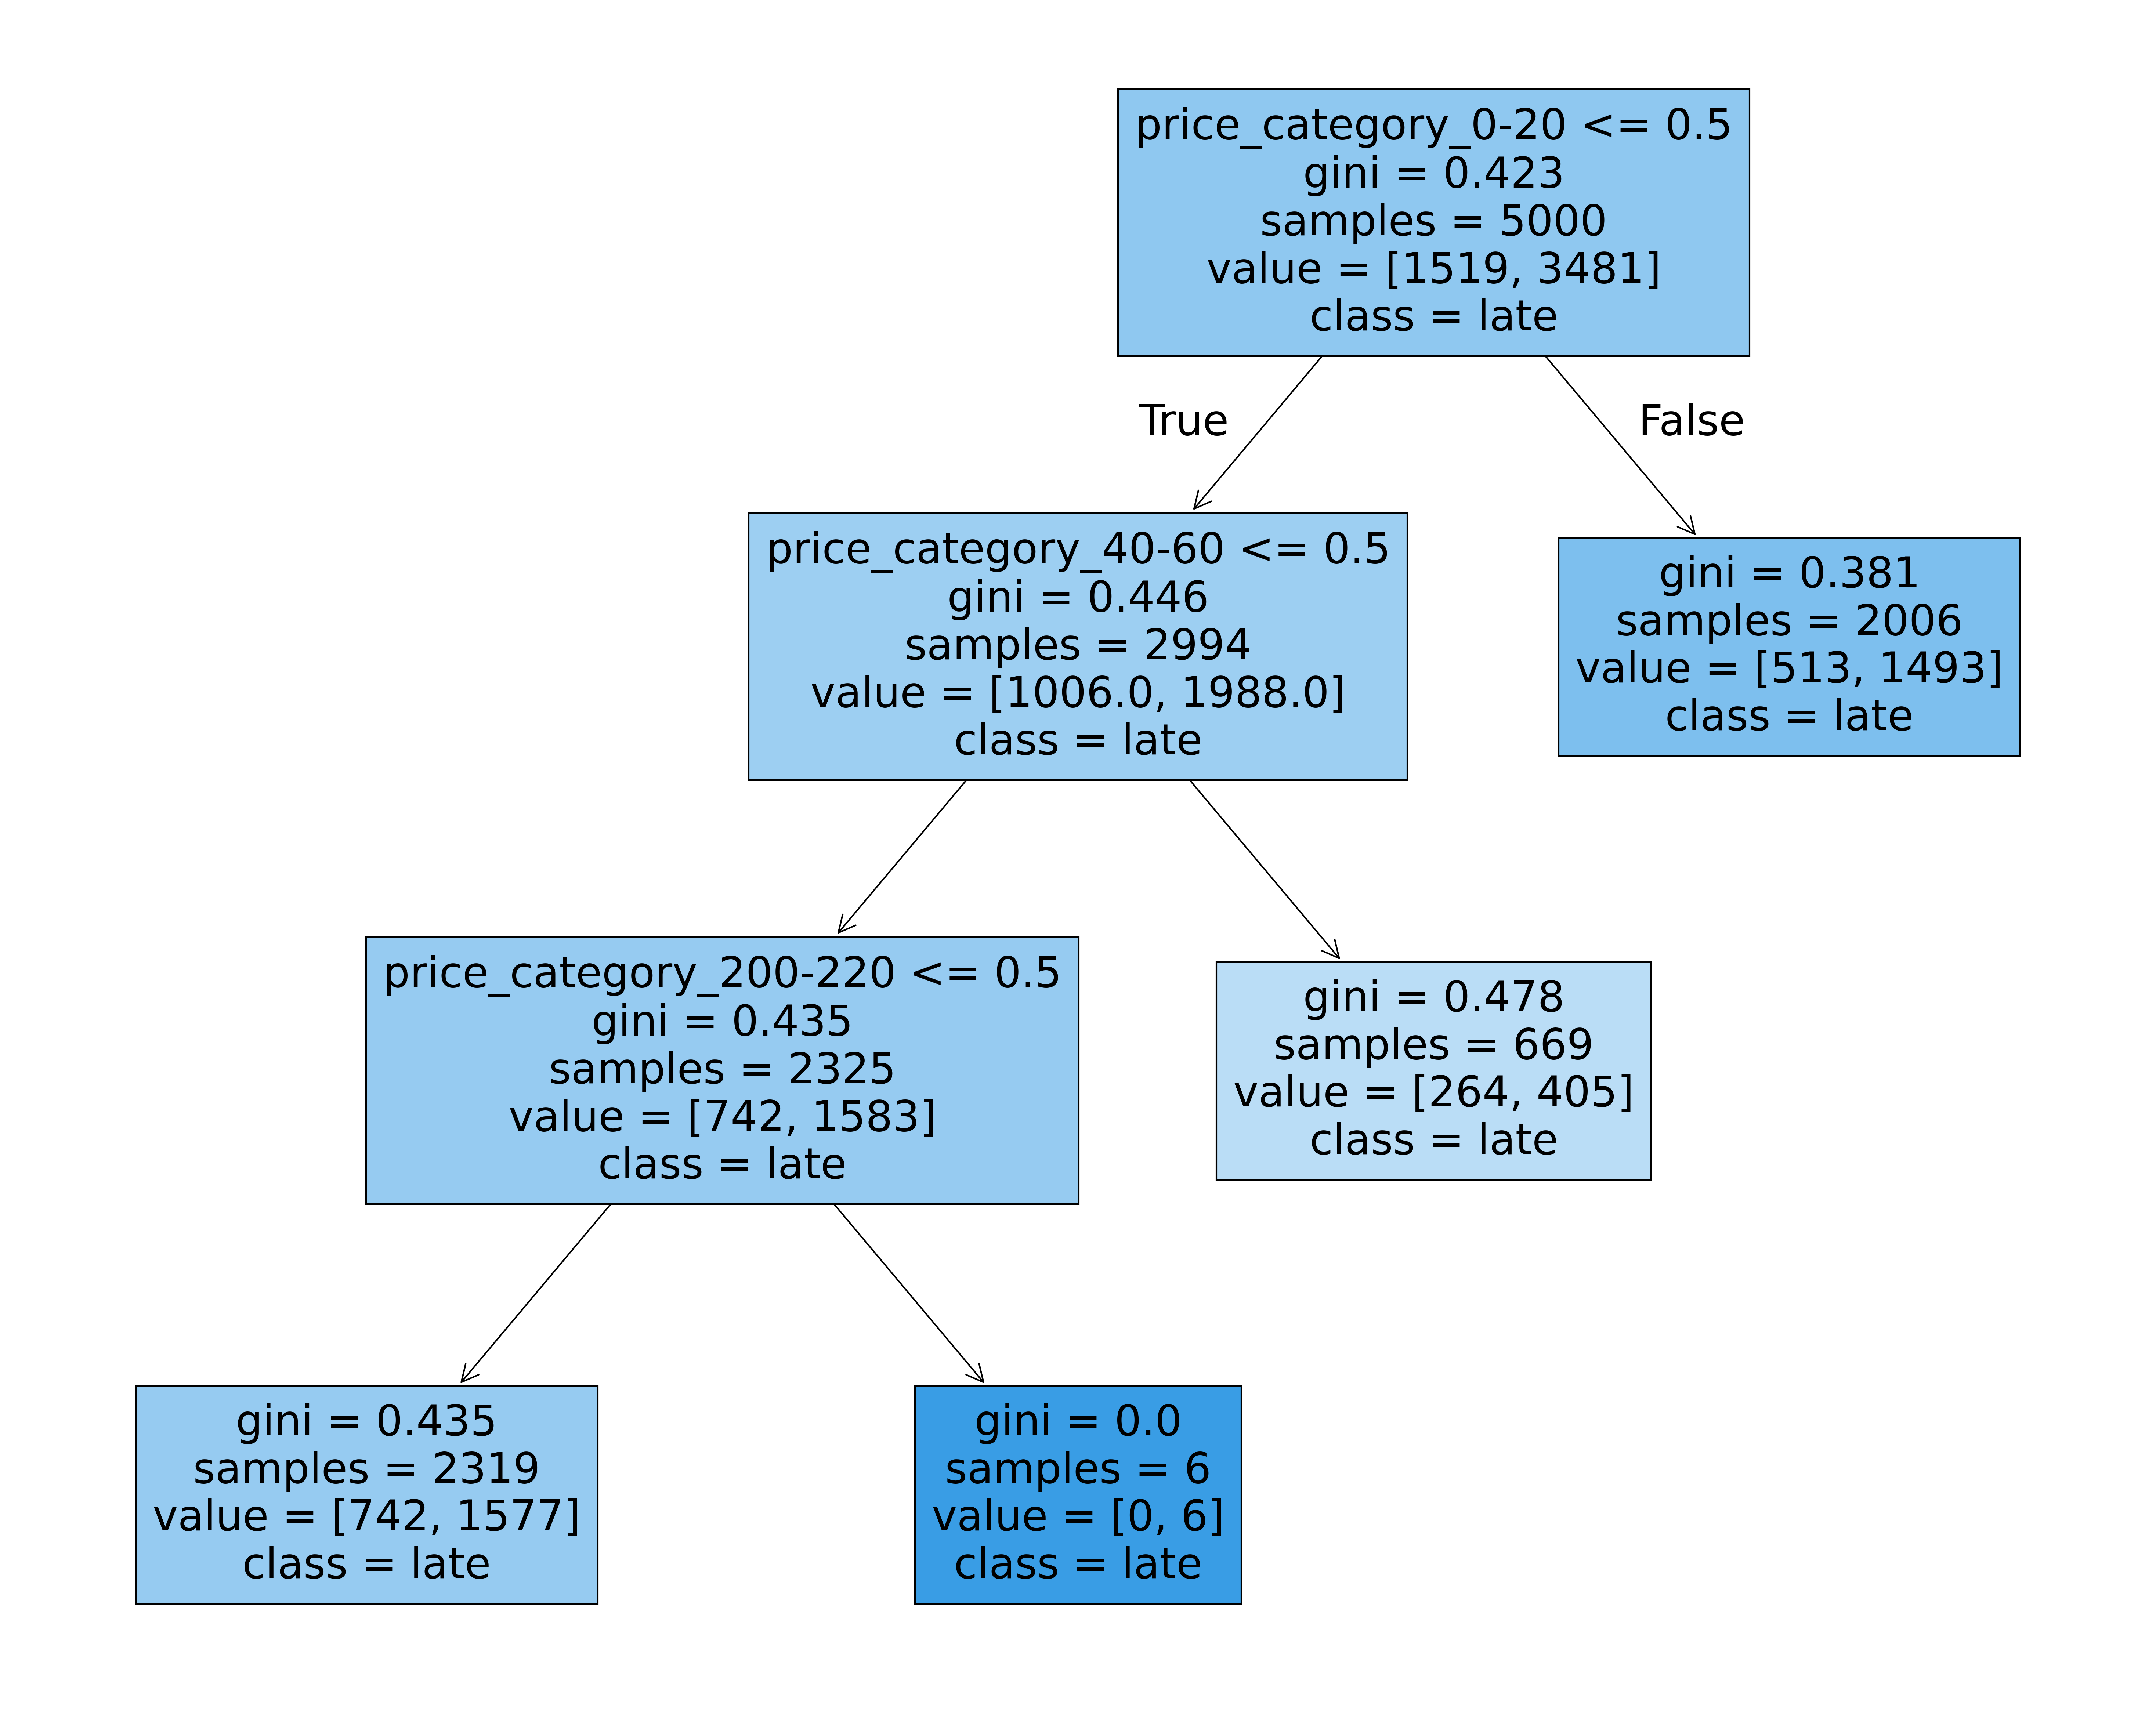 price_category_0-20 <= 0.5
gini = 0.423
samples = 5000
value = [1519, 3481]
class = late
True
False
price_category_40-60 <= 0.5
gini = 0.446
samples = 2994
value = [1006.0, 1988.0]
class = late
gini = 0.381
samples = 2006
value = [513, 1493]
class = late
price_category_200-220 <= 0.5
gini = 0.435
samples = 2325
value = [742, 1583]
class = late
gini = 0.478
samples = 669
value = [264, 405]
class = late
gini = 0.435
samples = 2319
value = [742, 1577]
class = late
gini = 0.0
samples = 6
value = [0, 6]
class = late